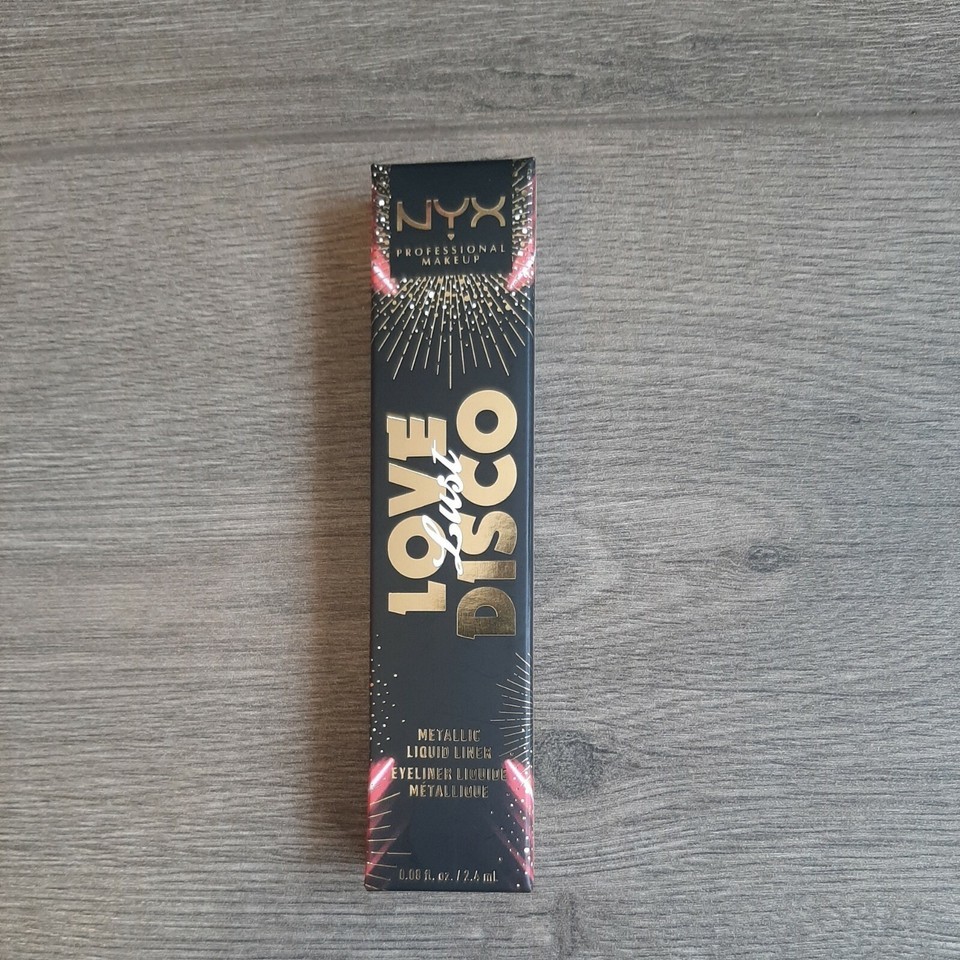 NYX
PROFESSIONAL
MAKEUP
LOVE
Lust
DISCO
METALLIC
LIQUID LINER
EYELINER LIQUIDE
MÉTALLIQUE
0.08 fl. oz. / 2.4 mL